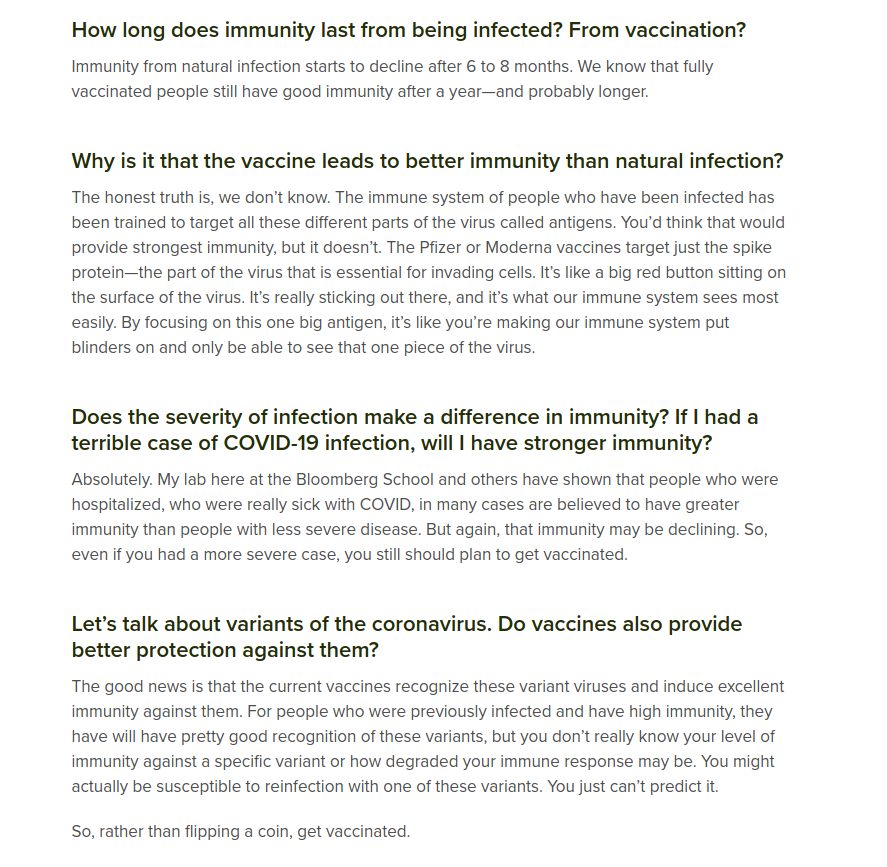 How long does immunity last from being infected? From vaccination?
Immunity from natural infection starts to decline after 6 to 8 months. We know that fully
vaccinated people still have good immunity after a year—and probably longer.
Why is it that the vaccine leads to better immunity than natural infection?
The honest truth is, we don’t know. The immune system of people who have been infected has
been trained to target all these different parts of the virus called antigens. You’d think that would
provide strongest immunity, but it doesn’t. The Pfizer or Moderna vaccines target just the spike
protein—the part of the virus that is essential for invading cells. It’s like a big red button sitting on
the surface of the virus. It’s really sticking out there, and it’s what our immune system sees most
easily. By focusing on this one big antigen, it’s like you’re making our immune system put
blinders on and only be able to see that one piece of the virus.
Does the severity of infection make a difference in immunity? If I had a
terrible case of COVID-19 infection, will I have stronger immunity?
Absolutely. My lab here at the Bloomberg School and others have shown that people who were
hospitalized, who were really sick with COVID, in many cases are believed to have greater
immunity than people with less severe disease. But again, that immunity may be declining. So,
even if you had a more severe case, you still should plan to get vaccinated.
Let’s talk about variants of the coronavirus. Do vaccines also provide
better protection against them?
The good news is that the current vaccines recognize these variant viruses and induce excellent
immunity against them. For people who were previously infected and have high immunity, they
have will have pretty good recognition of these variants, but you don’t really know your level of
immunity against a specific variant or how degraded your immune response may be. You might
actually be susceptible to reinfection with one of these variants. You just can’t predict it.
So, rather than flipping a coin, get vaccinated.